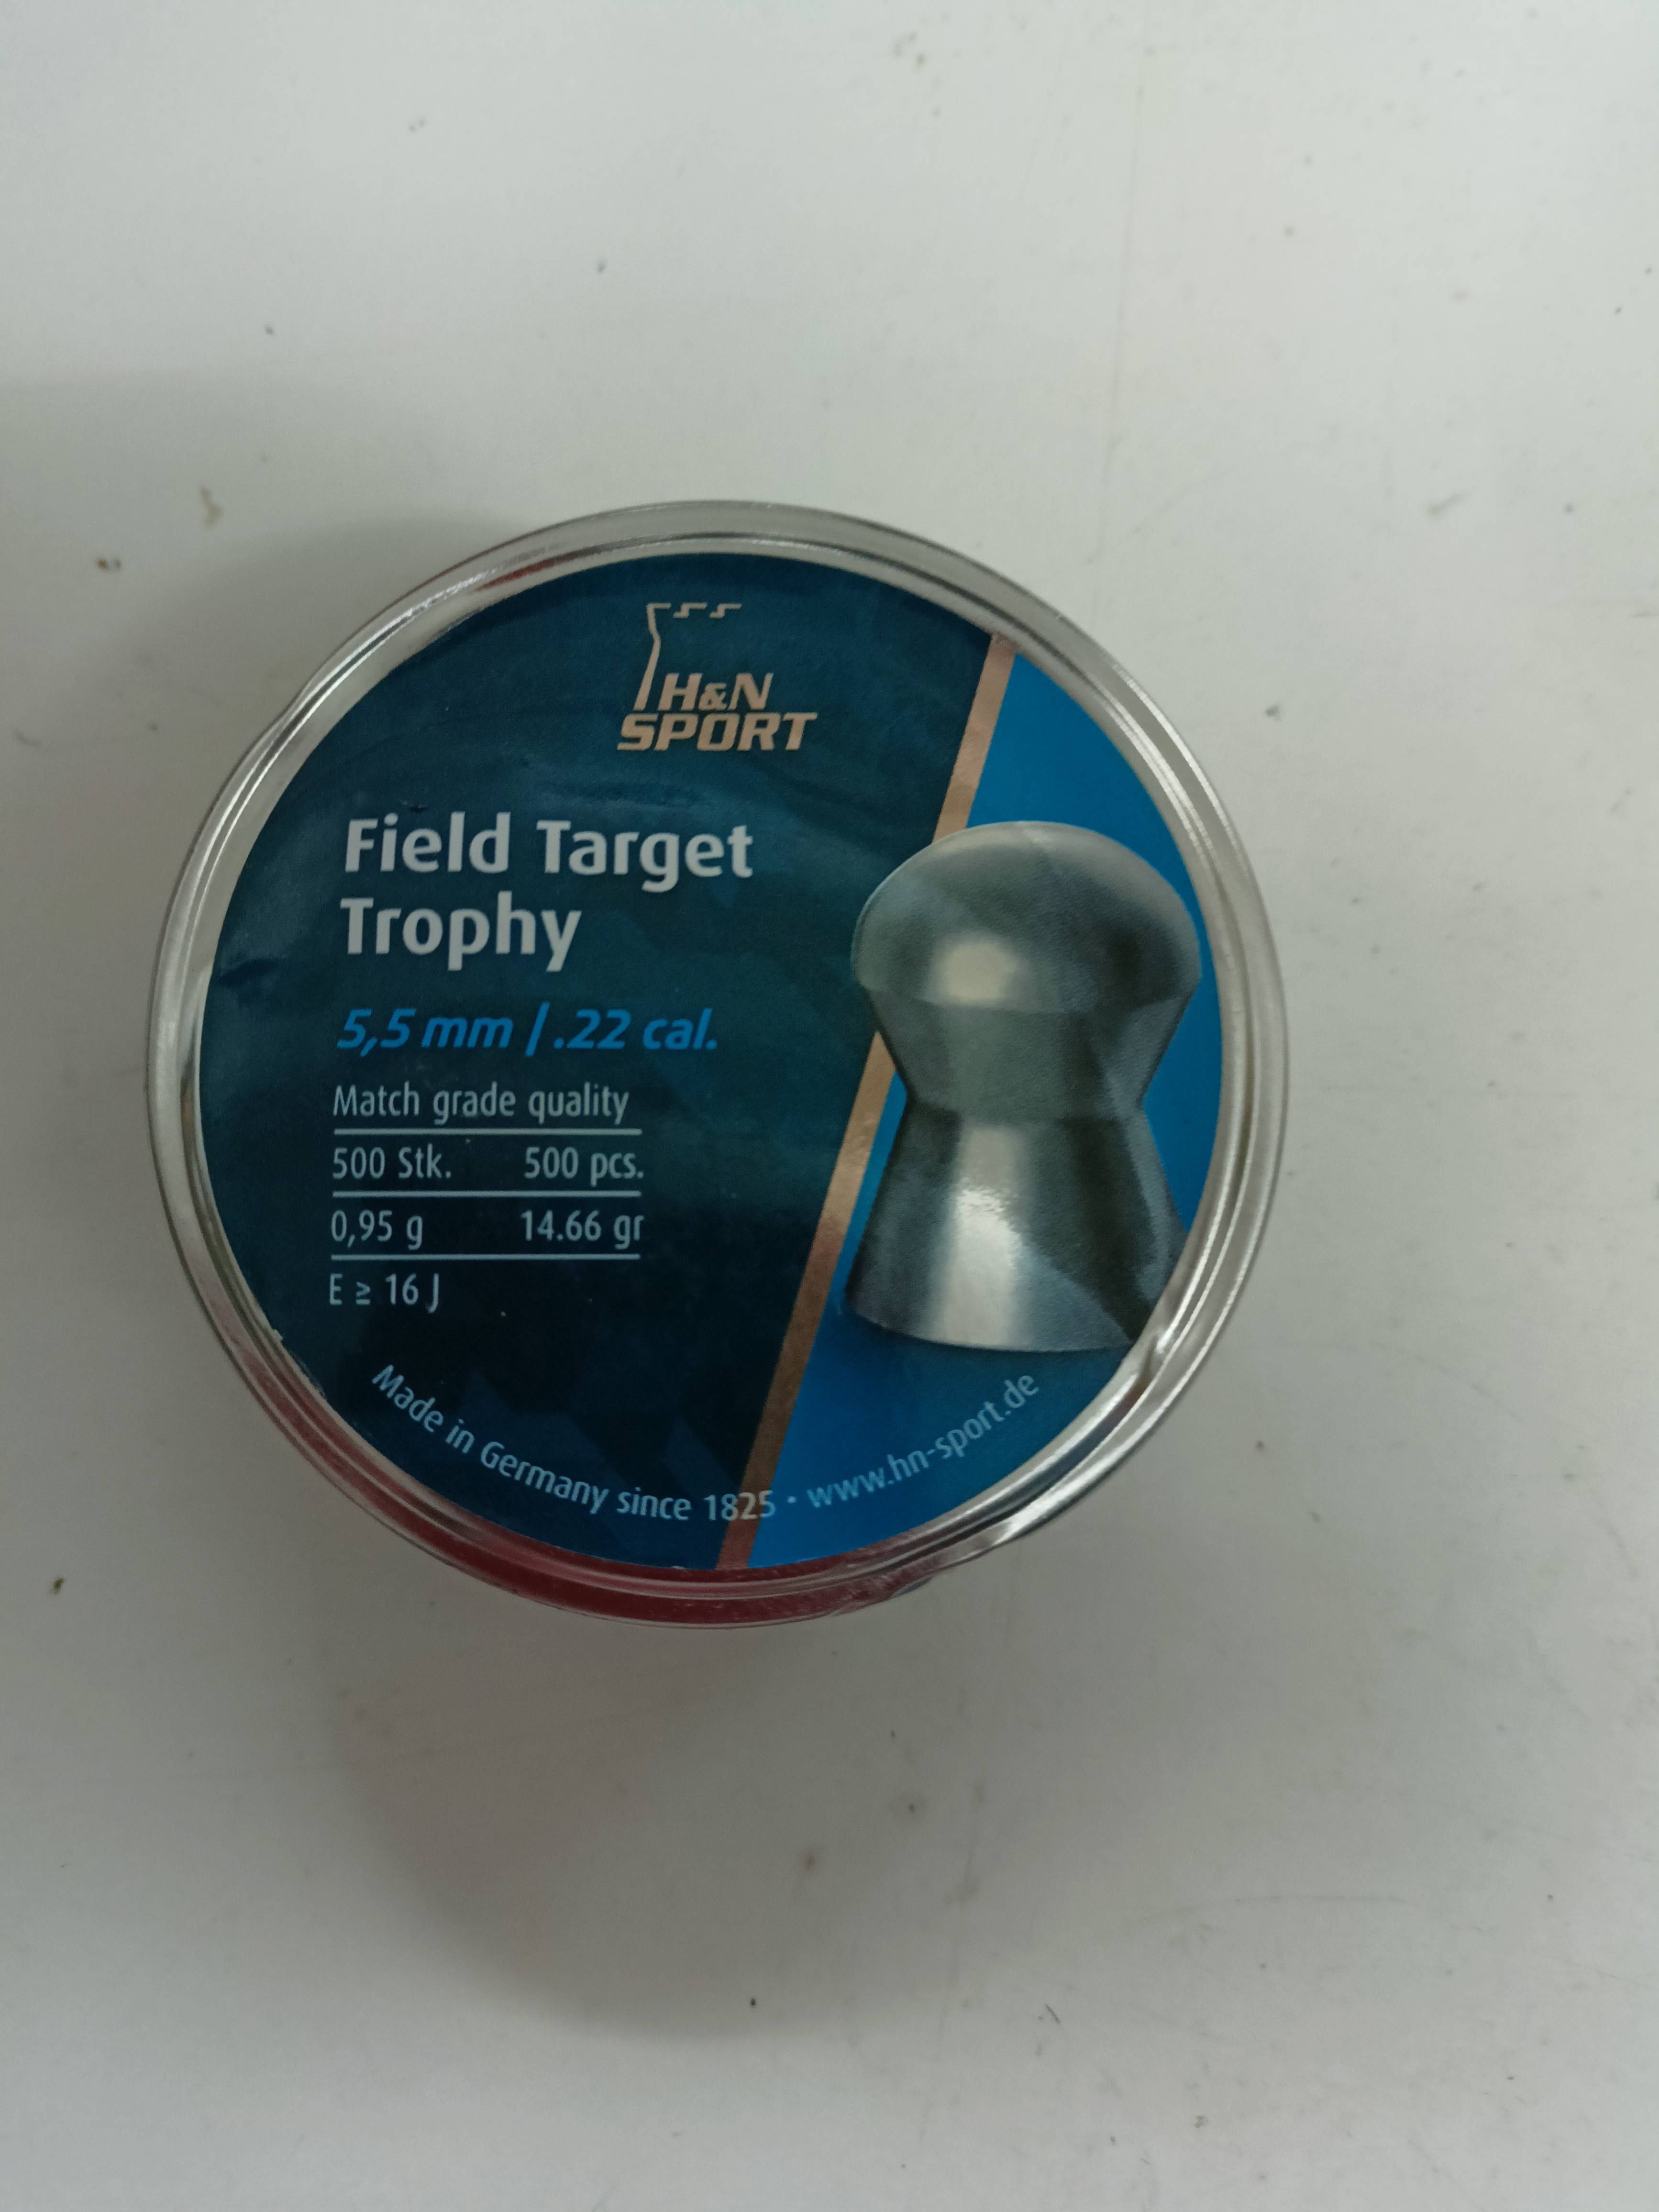 H&N
SPORT
Field Target
Trophy
5,5 mm / .22 cal.
Match grade quality
500 Stk. 500 pcs.
0,95 g 14.66 gr
E ≥ 16 J
Made in Germany since 1825 · www.hn-sport.de